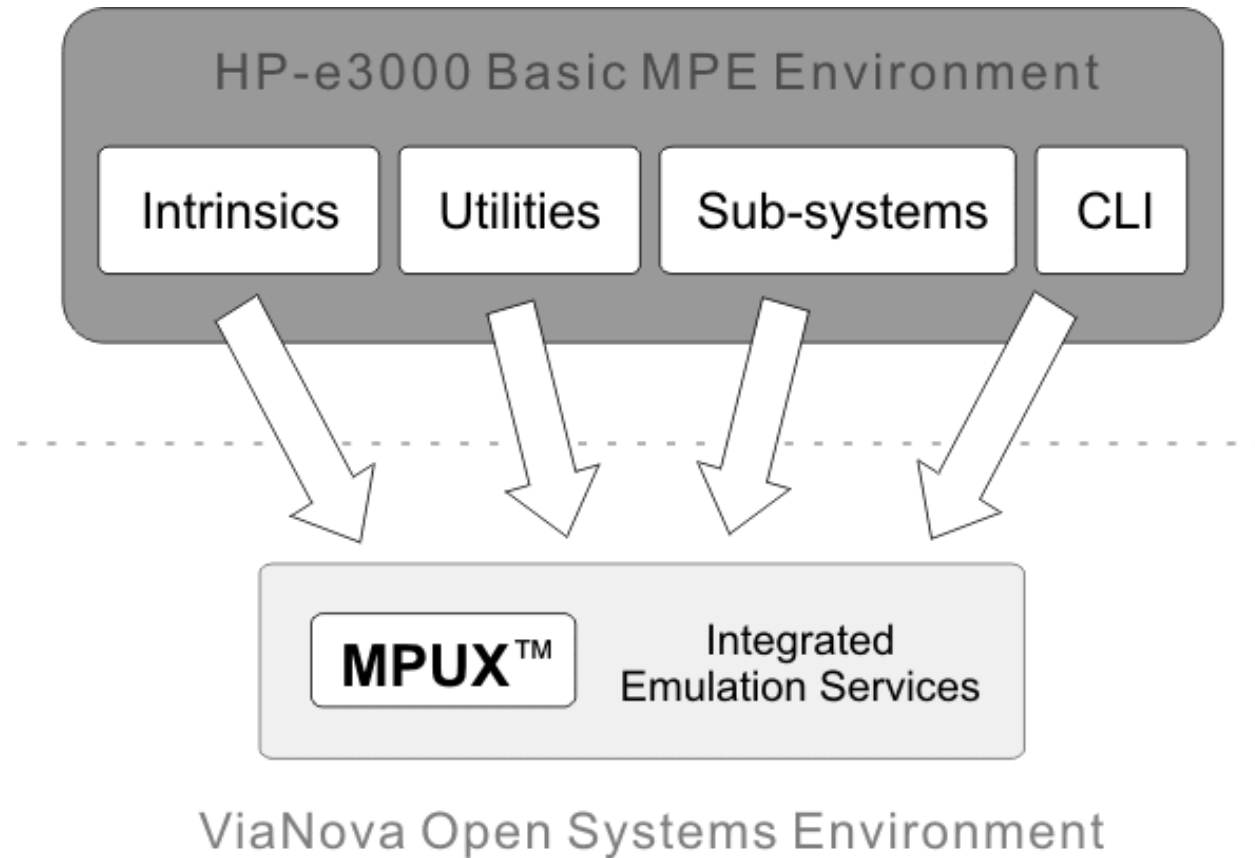 HP-e3000 Basic MPE Environment
Intrinsics Utilities Sub-systems CLI
MPUX™
Integrated
Emulation Services
ViaNova Open Systems Environment